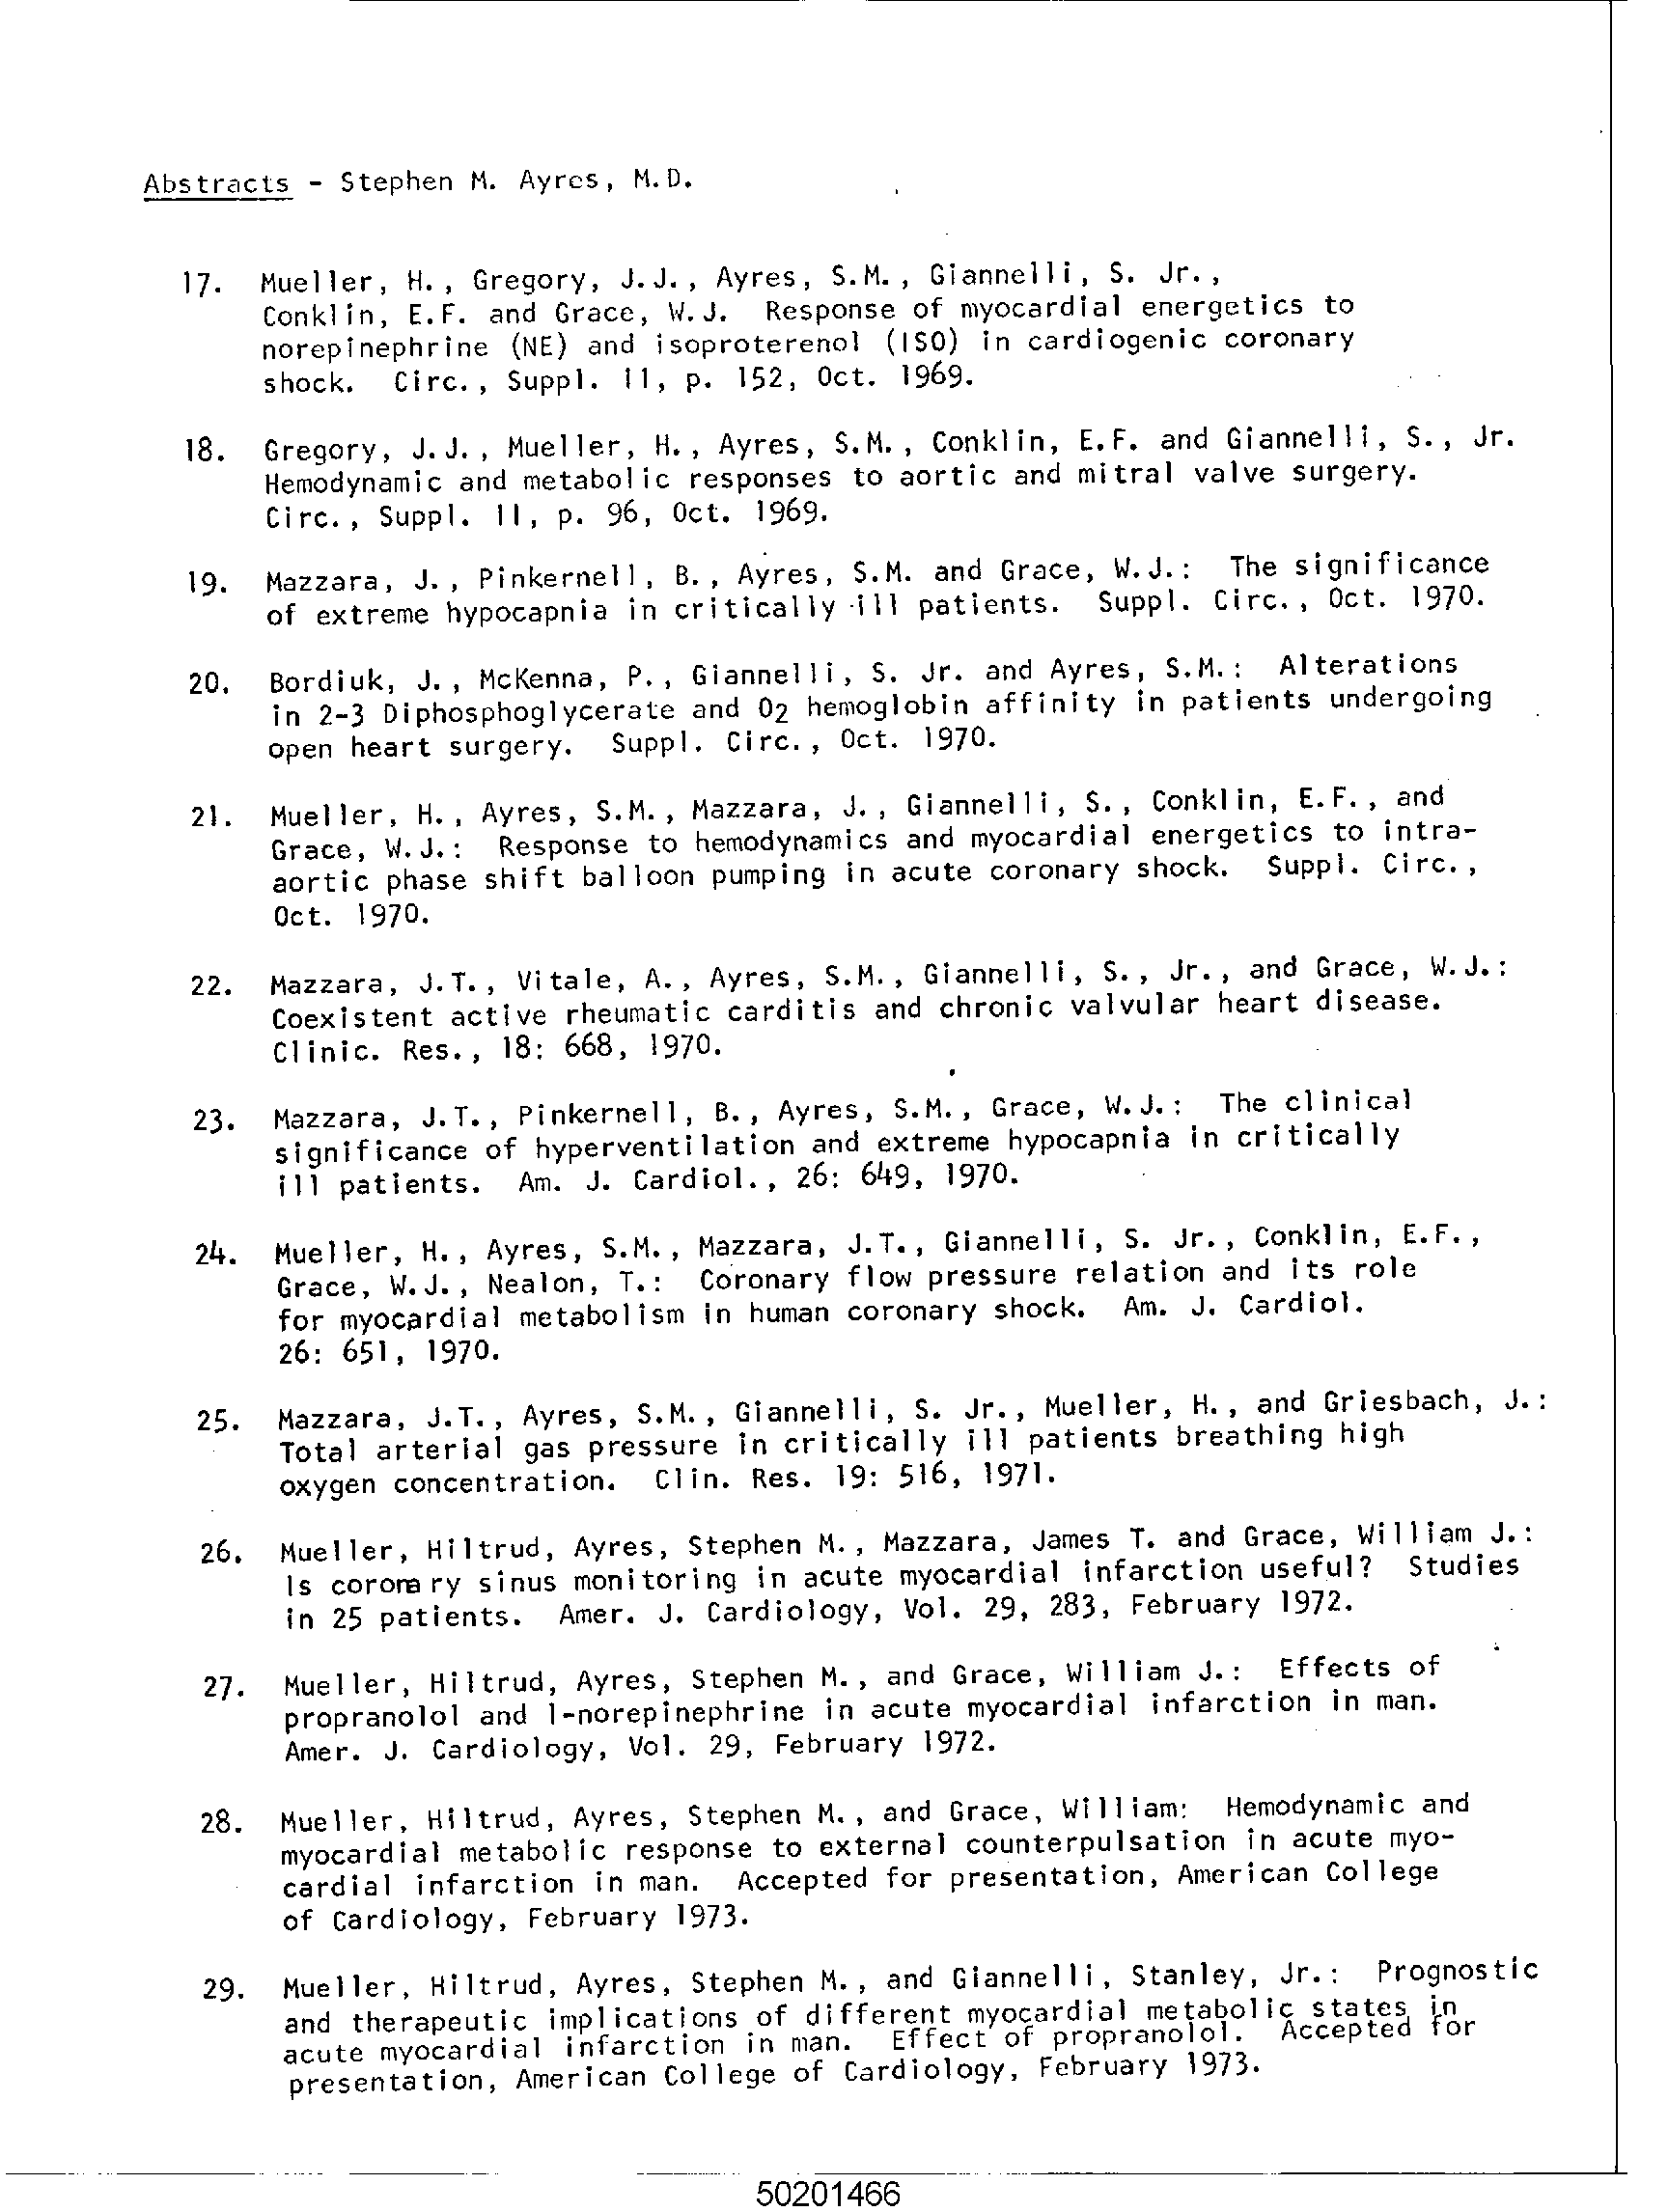 Abstracts - Stephen M. Ayres, M.D.
17. Mueller, H., Gregory, J.J., Ayres, S.M., Giannelli, S. Jr.,
Conklin, E.F. and Grace, W.J. Response of myocardial energetics to
norepinephrine (NE) and isoproterenol (ISO) in cardiogenic coronary
shock. Circ., Suppl. II, p. 152, Oct. 1969.
18. Gregory, J.J., Mueller, H., Ayres, S.M., Conklin, E.F. and Giannelli, S., Jr.
Hemodynamic and metabolic responses to aortic and mitral valve surgery.
Circ., Suppl. II, p. 96, Oct. 1969.
19. Mazzara, J., Pinkernell, B., Ayres, S.M. and Grace, W.J.: The significance
of extreme hypocapnia in critically ill patients. Suppl. Circ., Oct. 1970.
20. Bordiuk, J., McKenna, P., Giannelli, S. Jr. and Ayres, S.M.: Alterations
in 2-3 Diphosphoglycerate and O2 hemoglobin affinity in patients undergoing
open heart surgery. Suppl. Circ., Oct. 1970.
21. Mueller, H., Ayres, S.M., Mazzara, J., Giannelli, S., Conklin, E.F., and
Grace, W.J.: Response to hemodynamics and myocardial energetics to intra-
aortic phase shift balloon pumping in acute coronary shock. Suppl. Circ.,
Oct. 1970.
22. Mazzara, J.T., Vitale, A., Ayres, S.M., Giannelli, S., Jr., and Grace, W.J.:
Coexistent active rheumatic carditis and chronic valvular heart disease.
Clinic. Res., 18: 668, 1970.
23. Mazzara, J.T., Pinkernell, B., Ayres, S.M., Grace, W.J.: The clinical
significance of hyperventilation and extreme hypocapnia in critically
ill patients. Am. J. Cardiol., 26: 649, 1970.
24. Mueller, H., Ayres, S.M., Mazzara, J.T., Giannelli, S. Jr., Conklin, E.F.,
Grace, W.J., Nealon, T.: Coronary flow pressure relation and its role
for myocardial metabolism in human coronary shock. Am. J. Cardiol.
26: 651, 1970.
25. Mazzara, J.T., Ayres, S.M., Giannelli, S. Jr., Mueller, H., and Griesbach, J.:
Total arterial gas pressure in critically ill patients breathing high
oxygen concentration. Clin. Res. 19: 516, 1971.
26. Mueller, Hiltrud, Ayres, Stephen M., Mazzara, James T. and Grace, William J.:
Is coronary sinus monitoring in acute myocardial infarction useful? Studies
in 25 patients. Amer. J. Cardiology, Vol. 29, 283, February 1972.
27. Mueller, Hiltrud, Ayres, Stephen M., and Grace, William J.: Effects of
propranolol and l-norepinephrine in acute myocardial infarction in man.
Amer. J. Cardiology, Vol. 29, February 1972.
28. Mueller, Hiltrud, Ayres, Stephen M., and Grace, William: Hemodynamic and
myocardial metabolic response to external counterpulsation in acute myo-
cardial infarction in man. Accepted for presentation, American College
of Cardiology, February 1973.
29. Mueller, Hiltrud, Ayres, Stephen M., and Giannelli, Stanley, Jr.: Prognostic
and therapeutic implications of different myocardial metabolic states in
acute myocardial infarction in man. Effect of propranolol. Accepted for
presentation, American College of Cardiology, February 1973.
50201466